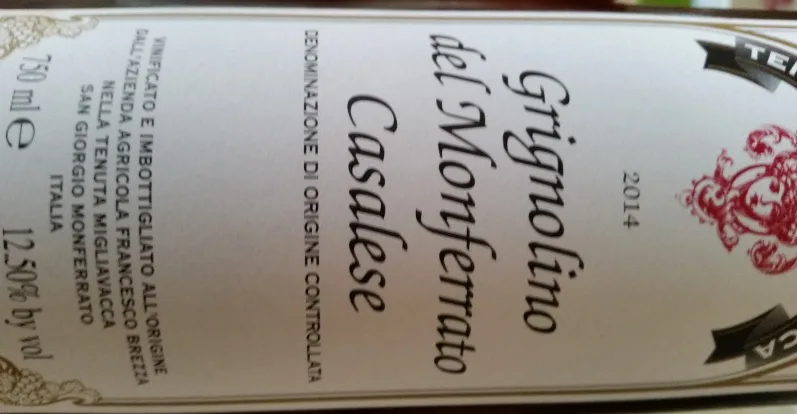 2014
Grignolino
del Monferrato
Casalese
DENOMINAZIONE DI ORIGINE CONTROLLATA
VINIFICATO E IMBOTTIGLIATO ALL'ORIGINE
DALL'AZIENDA AGRICOLA FRANCESCO BREZZA
NELLA TENUTA MIGLIAVACCA
SAN GIORGIO MONFERRATO
ITALIA
750 ml e 12.50% by vol